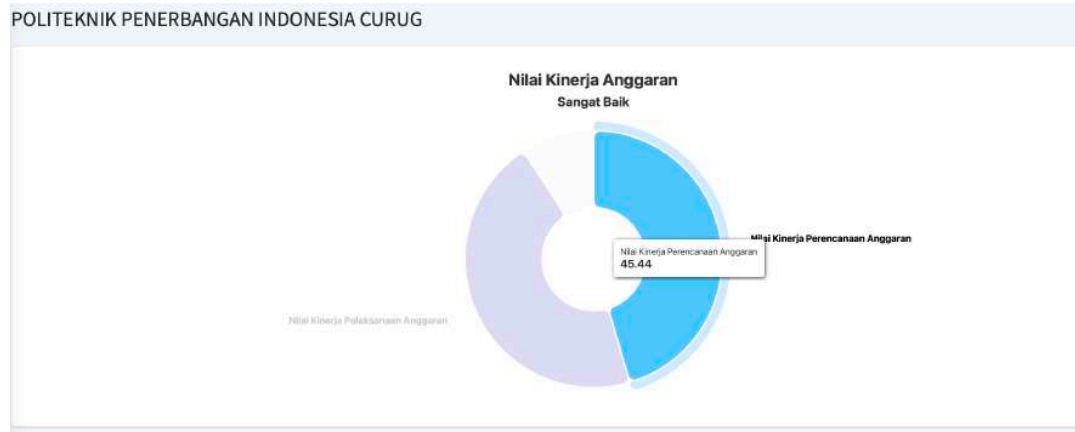 POLITEKNIK PENERBANGAN INDONESIA CURUG
Nilai Kinerja Anggaran
Sangat Baik
Nilai Kinerja Perencanaan Anggaran
Nilai Kinerja Perencanaan Anggaran
45.44
Nilai Kinerja Pelaksanaan Anggaran